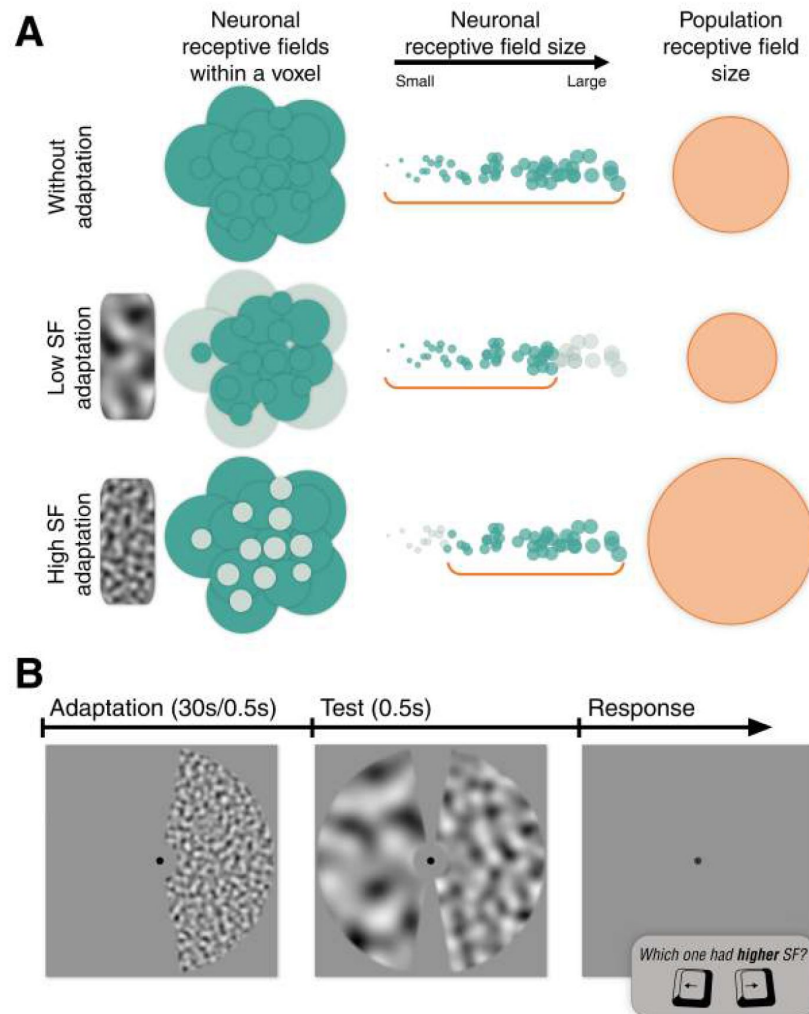 A
Neuronal
receptive fields
within a voxel
Neuronal
receptive field size
Small
Large
Population
receptive field
size
Without
adaptation
Low SF
adaptation
High SF
adaptation
B
Adaptation (30s/0.5s)
Test (0.5s)
Response
Which one had higher SF?
← →